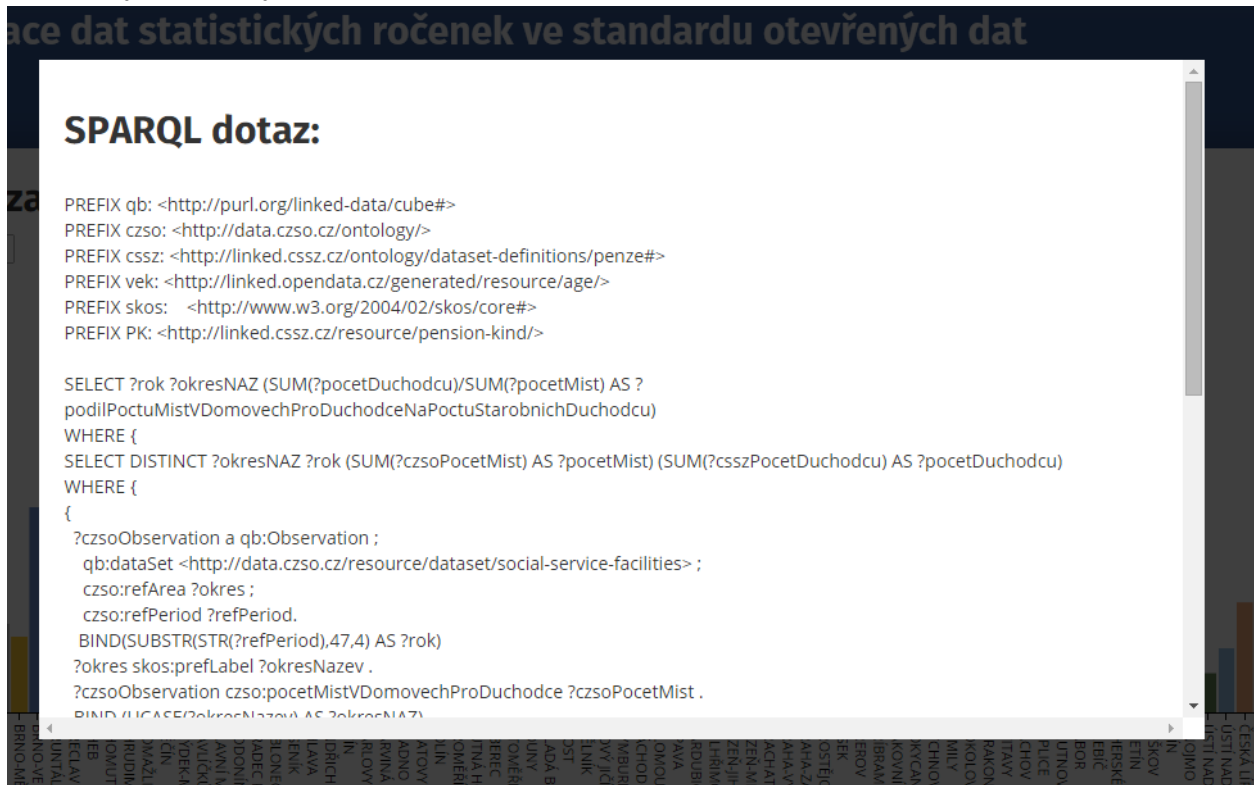 ace dat statistických ročenek ve standardu otevřených dat
SPARQL dotaz:
za
PREFIX qb: <http://purl.org/linked-data/cube#>
PREFIX czso: <http://data.czso.cz/ontology/>
PREFIX cssz: <http://linked.cssz.cz/ontology/dataset-definitions/penze#>
PREFIX vek: <http://linked.opendata.cz/generated/resource/age/>
PREFIX skos:    <http://www.w3.org/2004/02/skos/core#>
PREFIX PK: <http://linked.cssz.cz/resource/pension-kind/>
SELECT ?rok ?okresNAZ (SUM(?pocetDuchodcu)/SUM(?pocetMist) AS ?
podilPoctuMistVDomovechProDuchodceNaPoctuStarobnichDuchodcu)
WHERE {
SELECT DISTINCT ?okresNAZ ?rok (SUM(?czsoPocetMist) AS ?pocetMist) (SUM(?csszPocetDuchodcu) AS ?pocetDuchodcu)
WHERE {
{
?czsoObservation a qb:Observation ;
qb:dataSet <http://data.czso.cz/resource/dataset/social-service-facilities> ;
czso:refArea ?okres ;
czso:refPeriod ?refPeriod.
BIND(SUBSTR(STR(?refPeriod),47,4) AS ?rok)
?okres skos:prefLabel ?okresNazev .
?czsoObservation czso:pocetMistVDomovechProDuchodce ?czsoPocetMist .
BIND (UCASE(?okresNazev) AS ?okresNAZ)